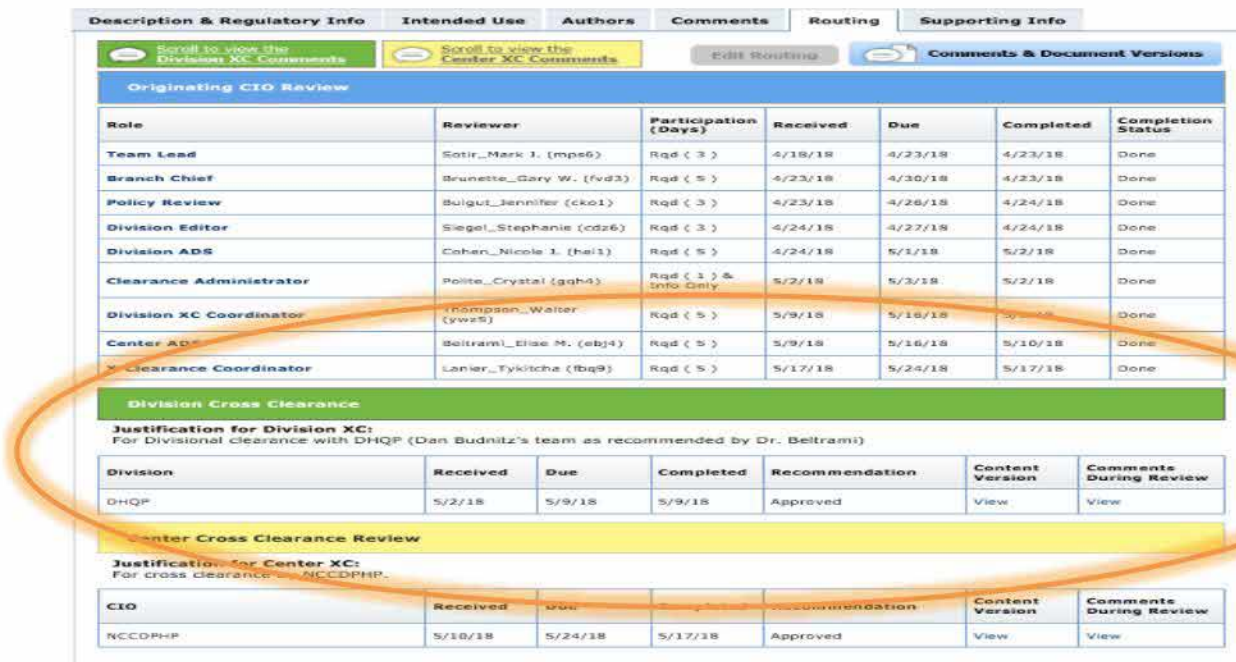 Description & Regulatory Info Intended Use Authors Comments Routing Supporting Info
Scroll to view the Division XC Comments Scroll to view the Center XC Comments Edit Routing Comments & Document Versions
Originating CIO Review
Role Reviewer Participation (Days) Received Due Completed Completion Status
Team Lead Sotir_Mark J. (mps6) Rqd ( 3 ) 4/18/18 4/23/18 4/23/18 Done
Branch Chief Brunette_Gary W. (fvd3) Rqd ( 5 ) 4/23/18 4/30/18 4/23/18 Done
Policy Review Buigut_Jennifer (cko1) Rqd ( 3 ) 4/23/18 4/26/18 4/24/18 Done
Division Editor Siegel_Stephanie (cdz6) Rqd ( 3 ) 4/24/18 4/27/18 4/24/18 Done
Division ADS Cohen_Nicole J. (hei1) Rqd ( 5 ) 4/24/18 5/1/18 5/2/18 Done
Clearance Administrator Polite_Crystal (gqh4) Rqd ( 1 ) & Info Only 5/2/18 5/3/18 5/2/18 Done
Division XC Coordinator Thompson_Walter (ywz5) Rqd ( 5 ) 5/9/18 5/16/18
Center ADS Beltrami_Elise M. (ebj4) Rqd ( 5 ) 5/9/18 5/16/18 5/10/18 Done
Clearance Coordinator Lanier_Tykitcha (fbq9) Rqd ( 5 ) 5/17/18 5/24/18 5/17/18 Done
Division Cross Clearance
Justification for Division XC:
For Divisional clearance with DHQP (Dan Budnitz's team as recommended by Dr. Beltrami)
Division Received Due Completed Recommendation Content Version Comments During Review
DHQP 5/2/18 5/9/18 5/9/18 Approved View View
Center Cross Clearance Review
Justification for Center XC:
For cross clearance by NCCDPHP.
CIO Received Due Completed Recommendation Content Version Comments During Review
NCCDPHP 5/10/18 5/24/18 5/17/18 Approved View View